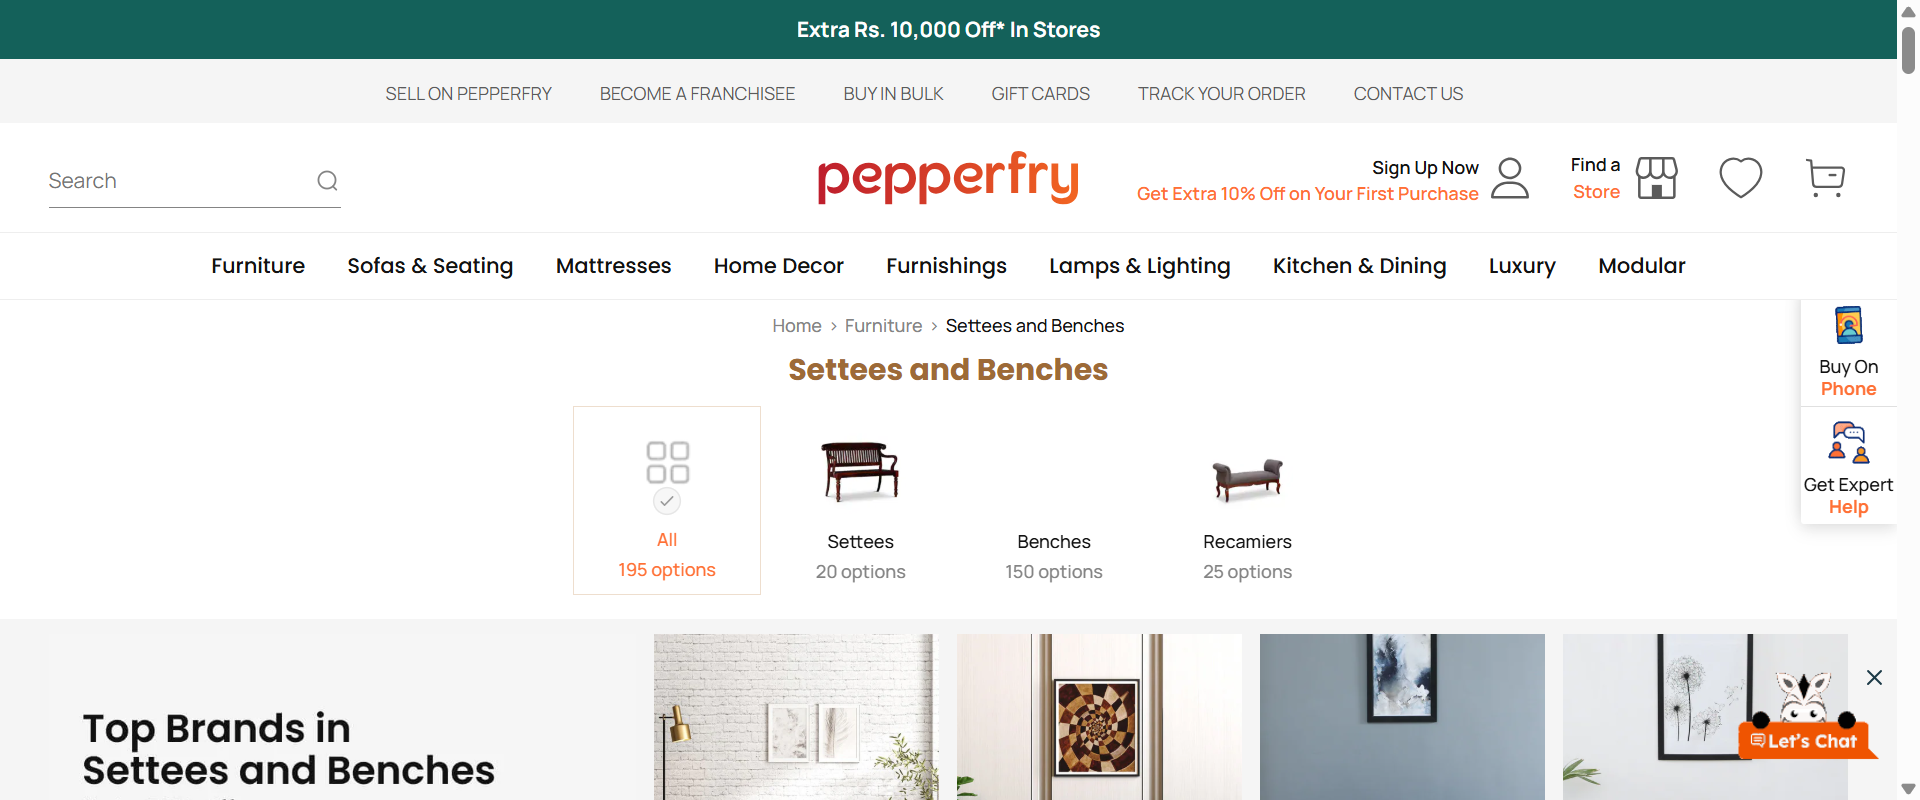 Extra Rs. 10,000 Off* In Stores
SELL ON PEPPERFRY
BECOME A FRANCHISEE
BUY IN BULK
GIFT CARDS
TRACK YOUR ORDER
CONTACT US
Search
pepperfry
Sign Up Now
Get Extra 10% Off on Your First Purchase
Find a
Store
Furniture
Sofas & Seating
Mattresses
Home Decor
Furnishings
Lamps & Lighting
Kitchen & Dining
Luxury
Modular
Home > Furniture > Settees and Benches
Settees and Benches
Buy On
Phone
Get Expert
Help
All
195 options
Settees
20 options
Benches
150 options
Recamiers
25 options
Top Brands in
Settees and Benches
Let's Chat